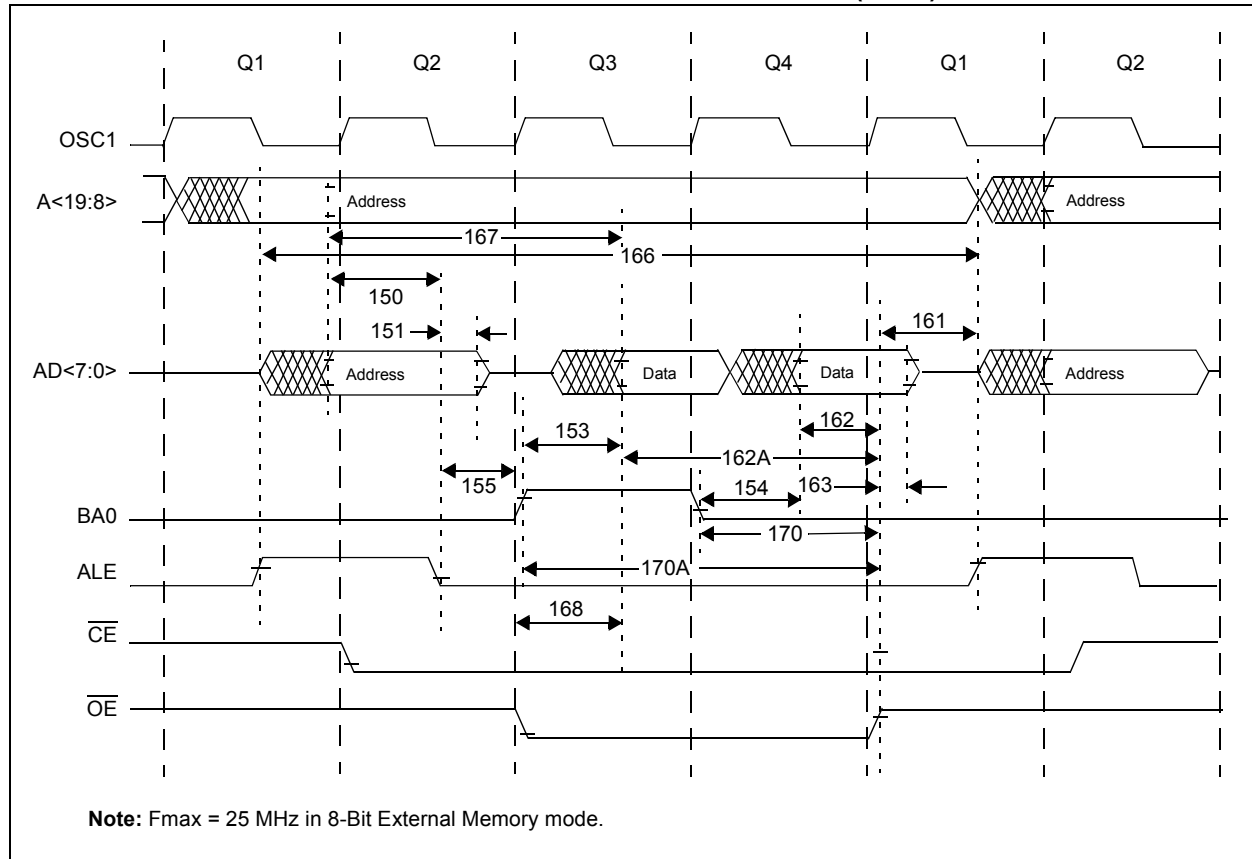 Q1 Q2 Q3 Q4 Q1 Q2
OSC1
A<19:8>
Address Address
167
166
150
151 161
AD<7:0>
Address Data Data Address
162
153
162A
155 154 163
BA0
170
ALE
170A
168
CE
OE
Note: Fmax = 25 MHz in 8-Bit External Memory mode.